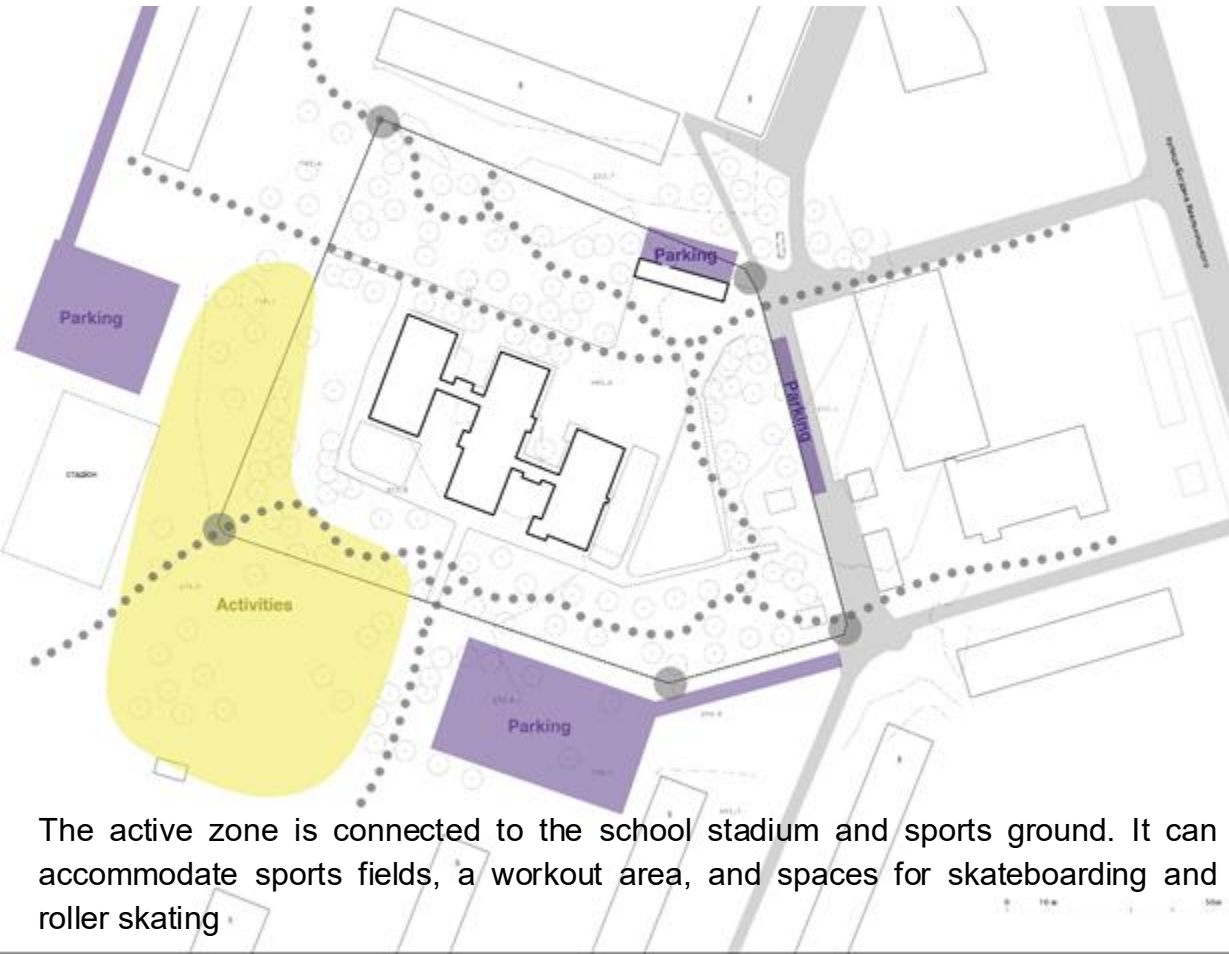 Parking
Parking
Parking
СТАДІОН
Activities
Parking
The active zone is connected to the school stadium and sports ground. It can
accommodate sports fields, a workout area, and spaces for skateboarding and
roller skating